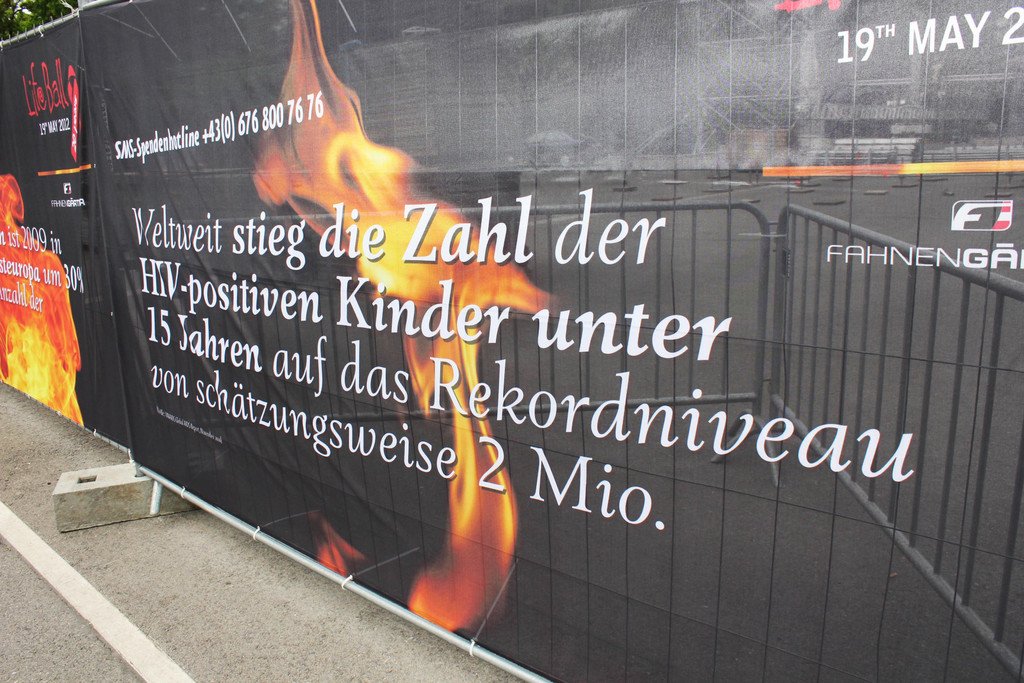 Life Ball
19th MAY 2012
FAHNENGÄRTN
ist 2009 in
steuropa um 30%
nzahl der
SMS-Spendenhotline +43(0) 676 800 76 76
Weltweit stieg die Zahl der
HIV-positiven Kinder unter
15 Jahren auf das Rekordniveau
von schätzungsweise 2 Mio.
19TH MAY 2
F
FAHNENGÄ